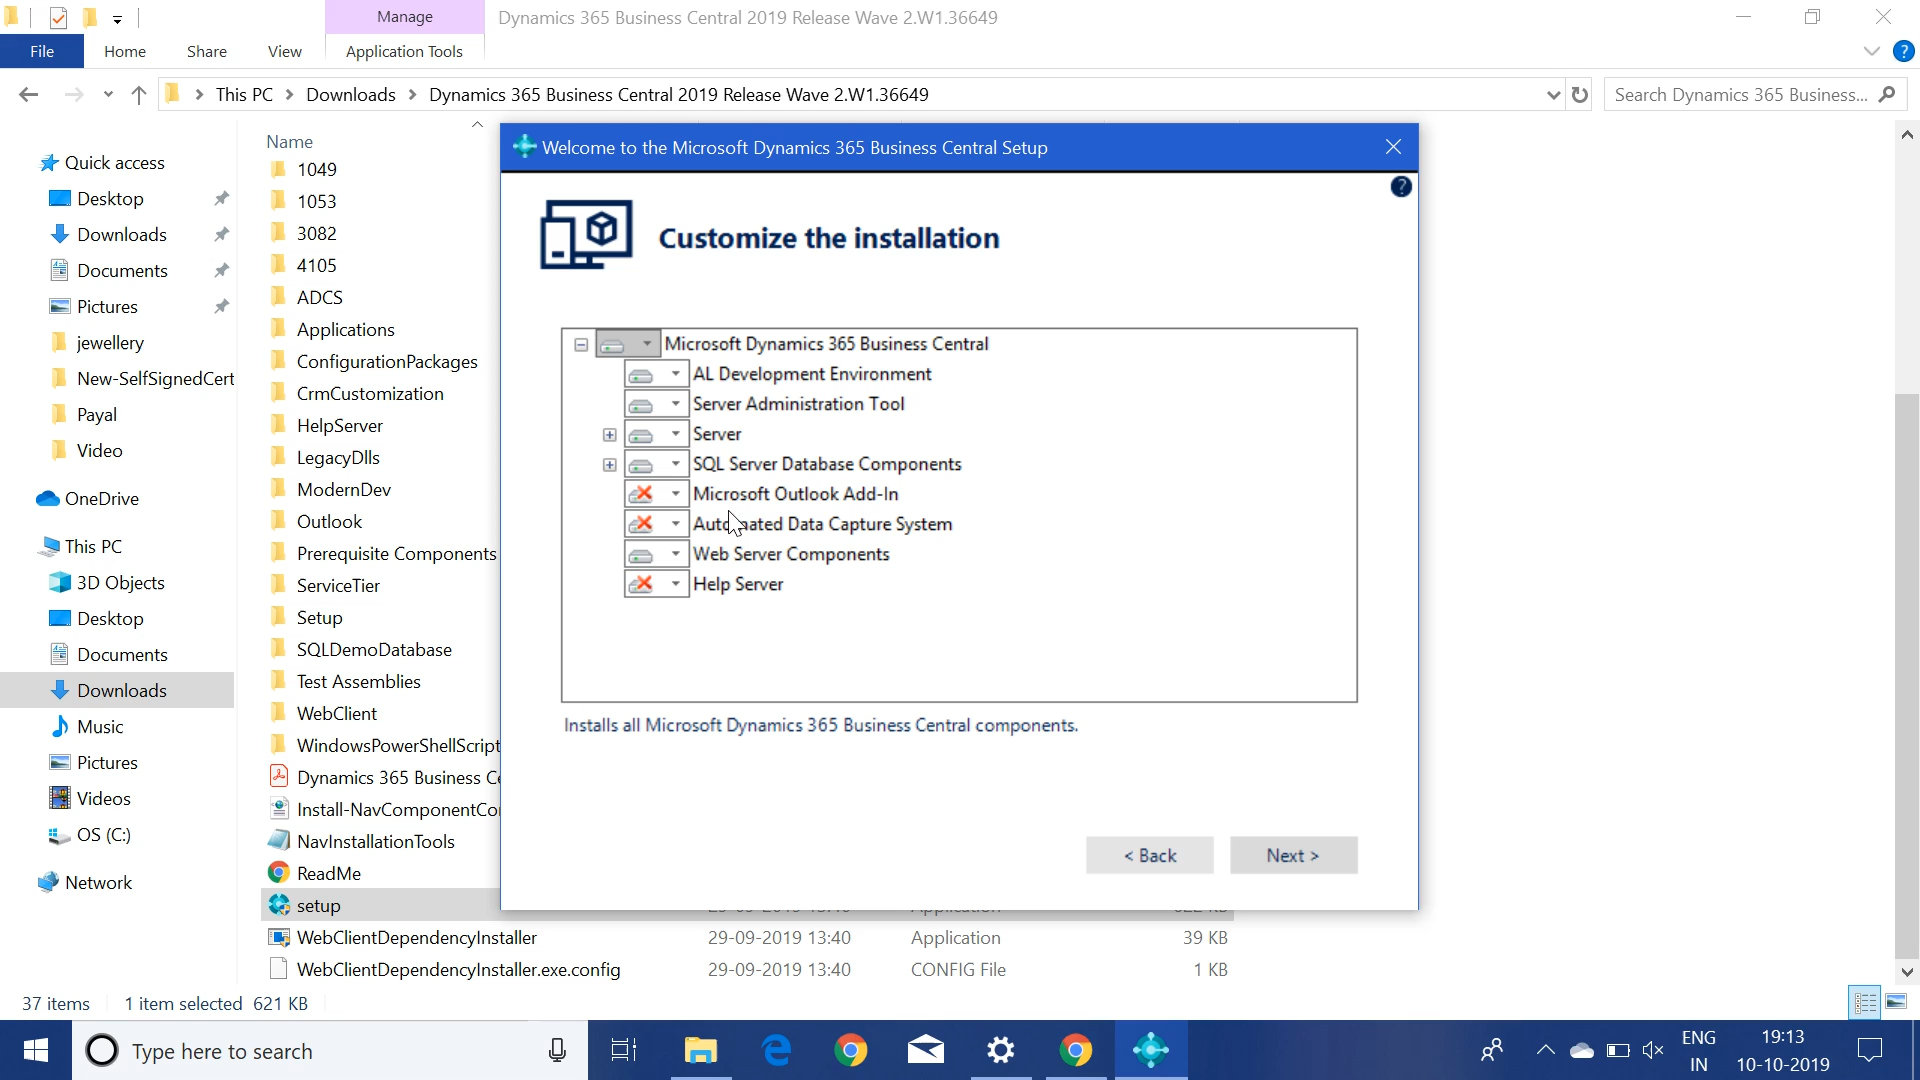 Manage
Dynamics 365 Business Central 2019 Release Wave 2.W1.36649
File
Home
Share
View
Application Tools
This PC
Downloads
Dynamics 365 Business Central 2019 Release Wave 2.W1.36649
Search Dynamics 365 Business...
Quick access
Desktop
Downloads
Documents
Pictures
jewellery
New-SelfSignedCert
Payal
Video
OneDrive
This PC
3D Objects
Desktop
Documents
Downloads
Music
Pictures
Videos
OS (C:)
Network
Name
1049
1053
3082
4105
ADCS
Applications
ConfigurationPackages
CrmCustomization
HelpServer
LegacyDlls
ModernDev
Outlook
Prerequisite Components
ServiceTier
Setup
SQLDemoDatabase
Test Assemblies
WebClient
WindowsPowerShellScript
Dynamics 365 Business Ce
Install-NavComponentCo
NavInstallationTools
ReadMe
setup
WebClientDependencyInstaller 29-09-2019 13:40 Application 39 KB
WebClientDependencyInstaller.exe.config 29-09-2019 13:40 CONFIG File 1 KB
Welcome to the Microsoft Dynamics 365 Business Central Setup
?
Customize the installation
Microsoft Dynamics 365 Business Central
AL Development Environment
Server Administration Tool
Server
SQL Server Database Components
Microsoft Outlook Add-In
Automated Data Capture System
Web Server Components
Help Server
Installs all Microsoft Dynamics 365 Business Central components.
< Back
Next >
37 items
1 item selected 621 KB
Type here to search
ENG
IN
19:13
10-10-2019